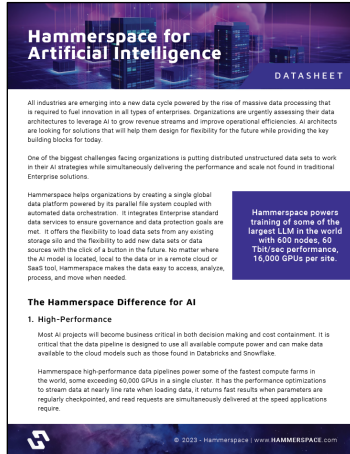 Hammerspace for
Artificial Intelligence
DATASHEET
All industries are emerging into a new data cycle powered by the rise of massive data processing that
is required to fuel innovation in all types of enterprises. Organizations are urgently assessing their data
architectures to leverage AI to grow revenue streams and improve operational efficiencies. AI architects
are looking for solutions that will help them design for flexibility for the future while providing the key
building blocks for today.
One of the biggest challenges facing organizations is putting distributed unstructured data sets to work
in their AI strategies while simultaneously delivering the performance and scale not found in traditional
Enterprise solutions.
Hammerspace helps organizations by creating a single global
data platform powered by its parallel file system coupled with
automated data orchestration. It integrates Enterprise standard
data services to ensure governance and data protection goals are
met. It offers the flexibility to load data sets from any existing
storage silo and the flexibility to add new data sets or data
sources with the click of a button in the future. No matter where
the AI model is located, local to the data or in a remote cloud or
SaaS tool, Hammerspace makes the data easy to access, analyze,
process, and move when needed.
Hammerspace powers
training of some of the
largest LLM in the world
with 600 nodes, 60
Tbit/sec performance,
16,000 GPUs per site.
The Hammerspace Difference for AI
1. High-Performance
Most AI projects will become business critical in both decision making and cost containment. It is
critical that the data pipeline is designed to use all available compute power and can make data
available to the cloud models such as those found in Databricks and Snowflake.
Hammerspace high-performance data pipelines power some of the fastest compute farms in
the world, some exceeding 60,000 GPUs in a single cluster. It has the performance optimizations
to stream data at nearly line rate when loading data, it returns fast results when parameters are
regularly checkpointed, and read requests are simultaneously delivered at the speed applications
require.
© 2023 - Hammerspace | www.HAMMERSPACE.com